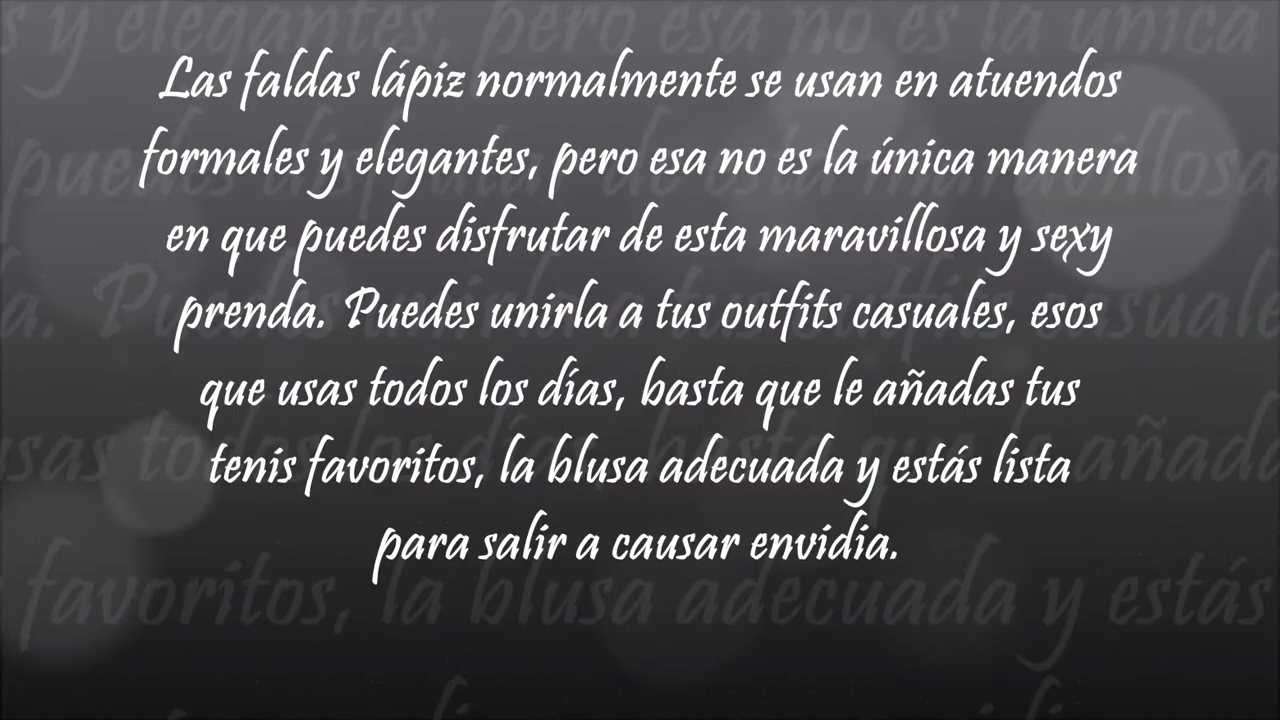 Las faldas lápiz normalmente se usan en atuendos
formales y elegantes, pero esa no es la única manera
en que puedes disfrutar de esta maravillosa y sexy
prenda. Puedes unirla a tus outfits casuales, esos
que usas todos los días, basta que le añadas tus
tenis favoritos, la blusa adecuada y estás lista
para salir a causar envidia.